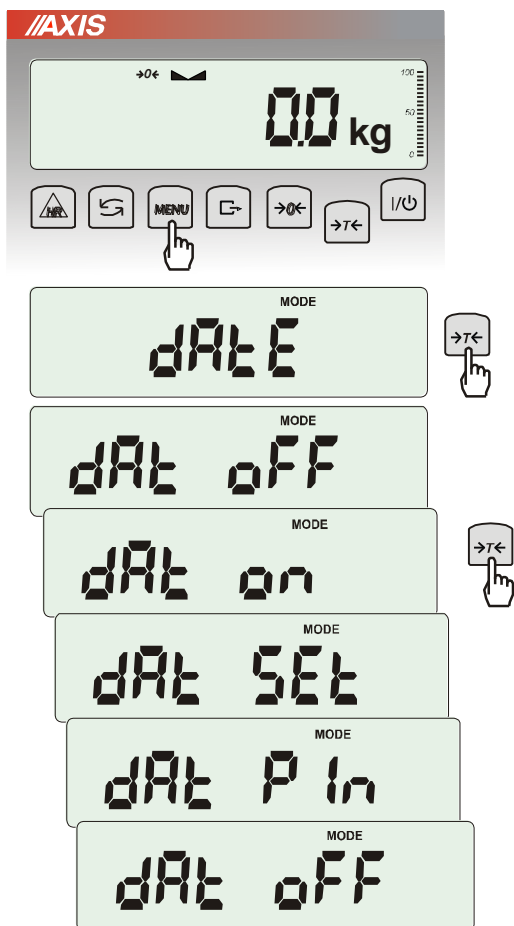 //AXIS
→0← 100
0.0 kg 50
0
HR MENU →0← →T← I/⏻
MODE
dAtE
→T←
MODE
dAt oFF
MODE
dAt on
→T←
MODE
dAt SEt
MODE
dAt PIn
MODE
dAt oFF